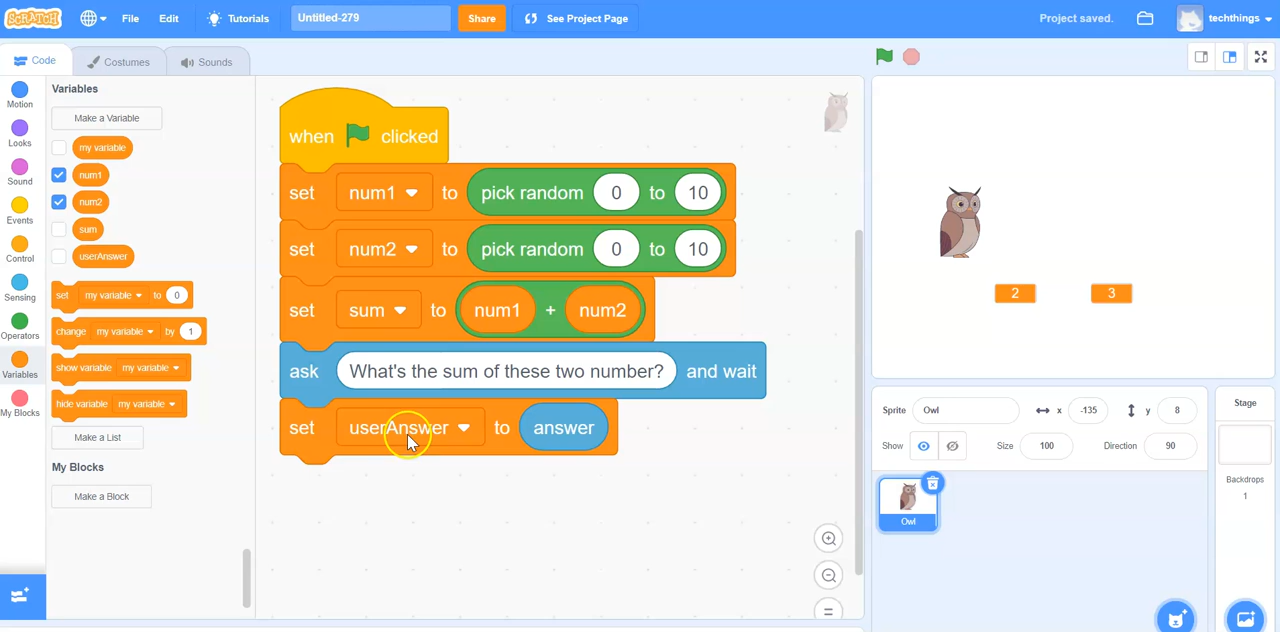 SCRATCH
File
Edit
Tutorials
Untitled-279
Share
See Project Page
Project saved.
techthings
Code
Costumes
Sounds
Motion
Looks
Sound
Events
Control
Sensing
Operators
Variables
My Blocks
Variables
Make a Variable
my variable
num1
num2
sum
userAnswer
set my variable to 0
change my variable by 1
show variable my variable
hide variable my variable
Make a List
My Blocks
Make a Block
when clicked
set num1 to pick random 0 to 10
set num2 to pick random 0 to 10
set sum to num1 + num2
ask What's the sum of these two number? and wait
set userAnswer to answer
2
3
Sprite Owl x -135 y 8
Show Size 100 Direction 90
Owl
Stage
Backdrops
1